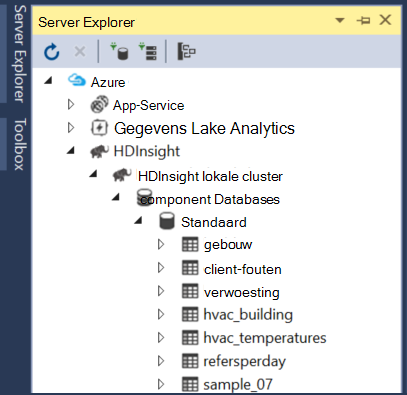 Server Explorer
Toolbox
Server Explorer
Azure
App-Service
Gegevens Lake Analytics
HDInsight
HDInsight lokale cluster
component Databases
Standaard
gebouw
client-fouten
verwoesting
hvac_building
hvac_temperatures
refersperday
sample_07